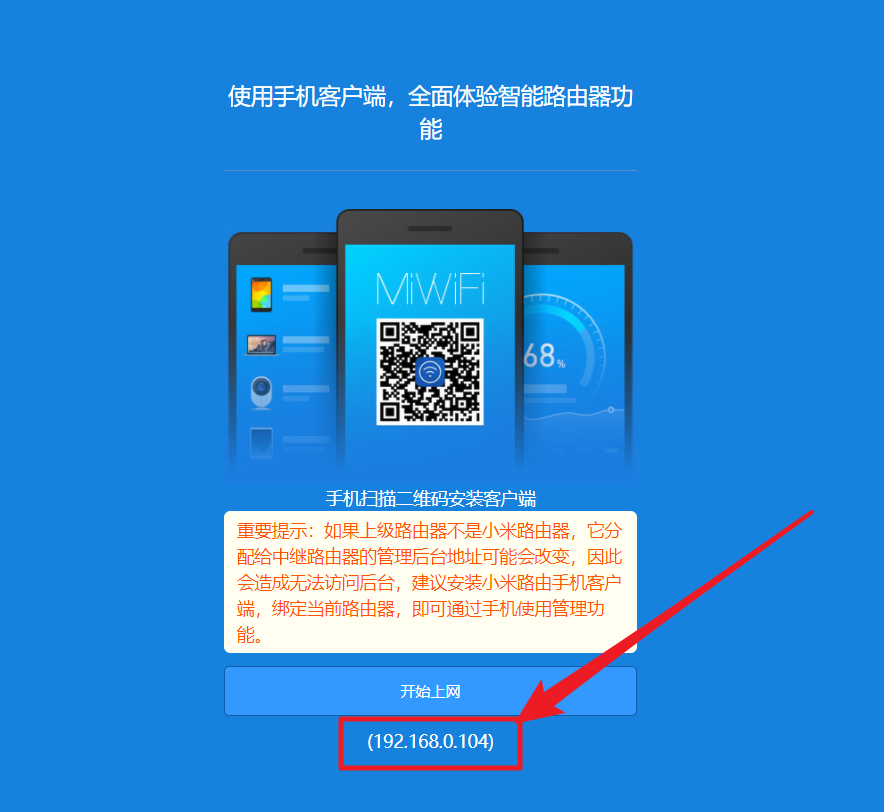 使用手机客户端，全面体验智能路由器功
能
MiWiFi
68%
手机扫描二维码安装客户端
重要提示：如果上级路由器不是小米路由器，它分
配给中继路由器的管理后台地址可能会改变，因此
会造成无法访问后台，建议安装小米路由手机客户
端，绑定当前路由器，即可通过手机使用管理功
能。
开始上网
(192.168.0.104)